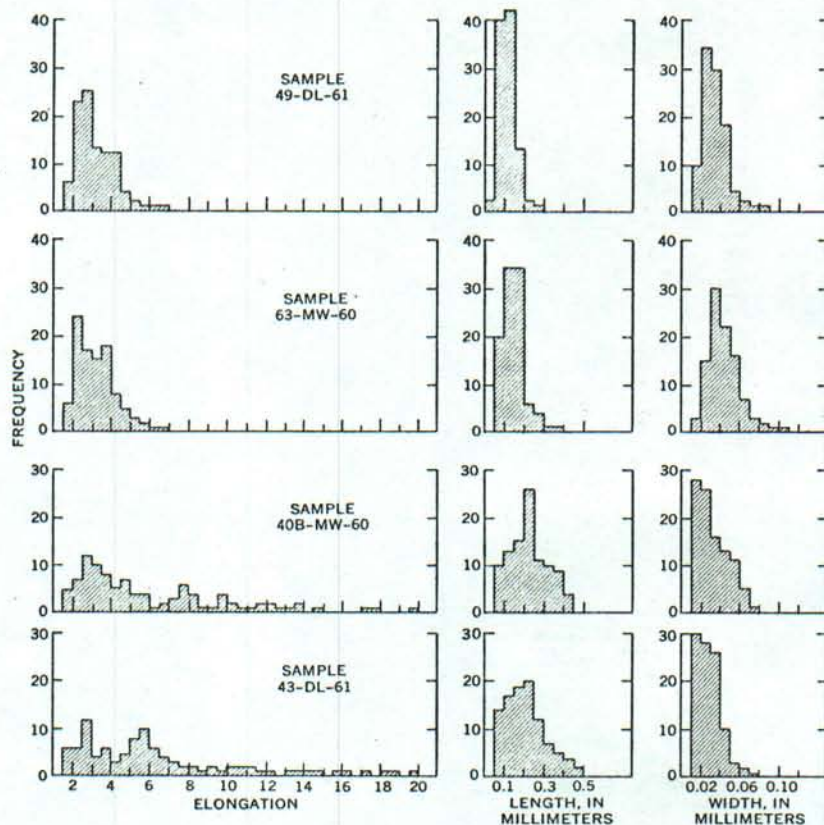 40 40 40
30 30 30
SAMPLE
49-DL-61
20 20 20
10 10 10
0 0 0
40 40 40
30 30 30
SAMPLE
63-MW-60
20 20 20
10 10 10
0 0 0
FREQUENCY
30 30 30
SAMPLE
40B-MW-60
20 20 20
10 10 10
0 0 0
30 30 30
SAMPLE
43-DL-61
20 20 20
10 10 10
0 0 0
2 4 6 8 10 12 14 16 18 20
0.1 0.3 0.5
0.02 0.06 0.10
ELONGATION
LENGTH, IN
MILLIMETERS
WIDTH, IN
MILLIMETERS